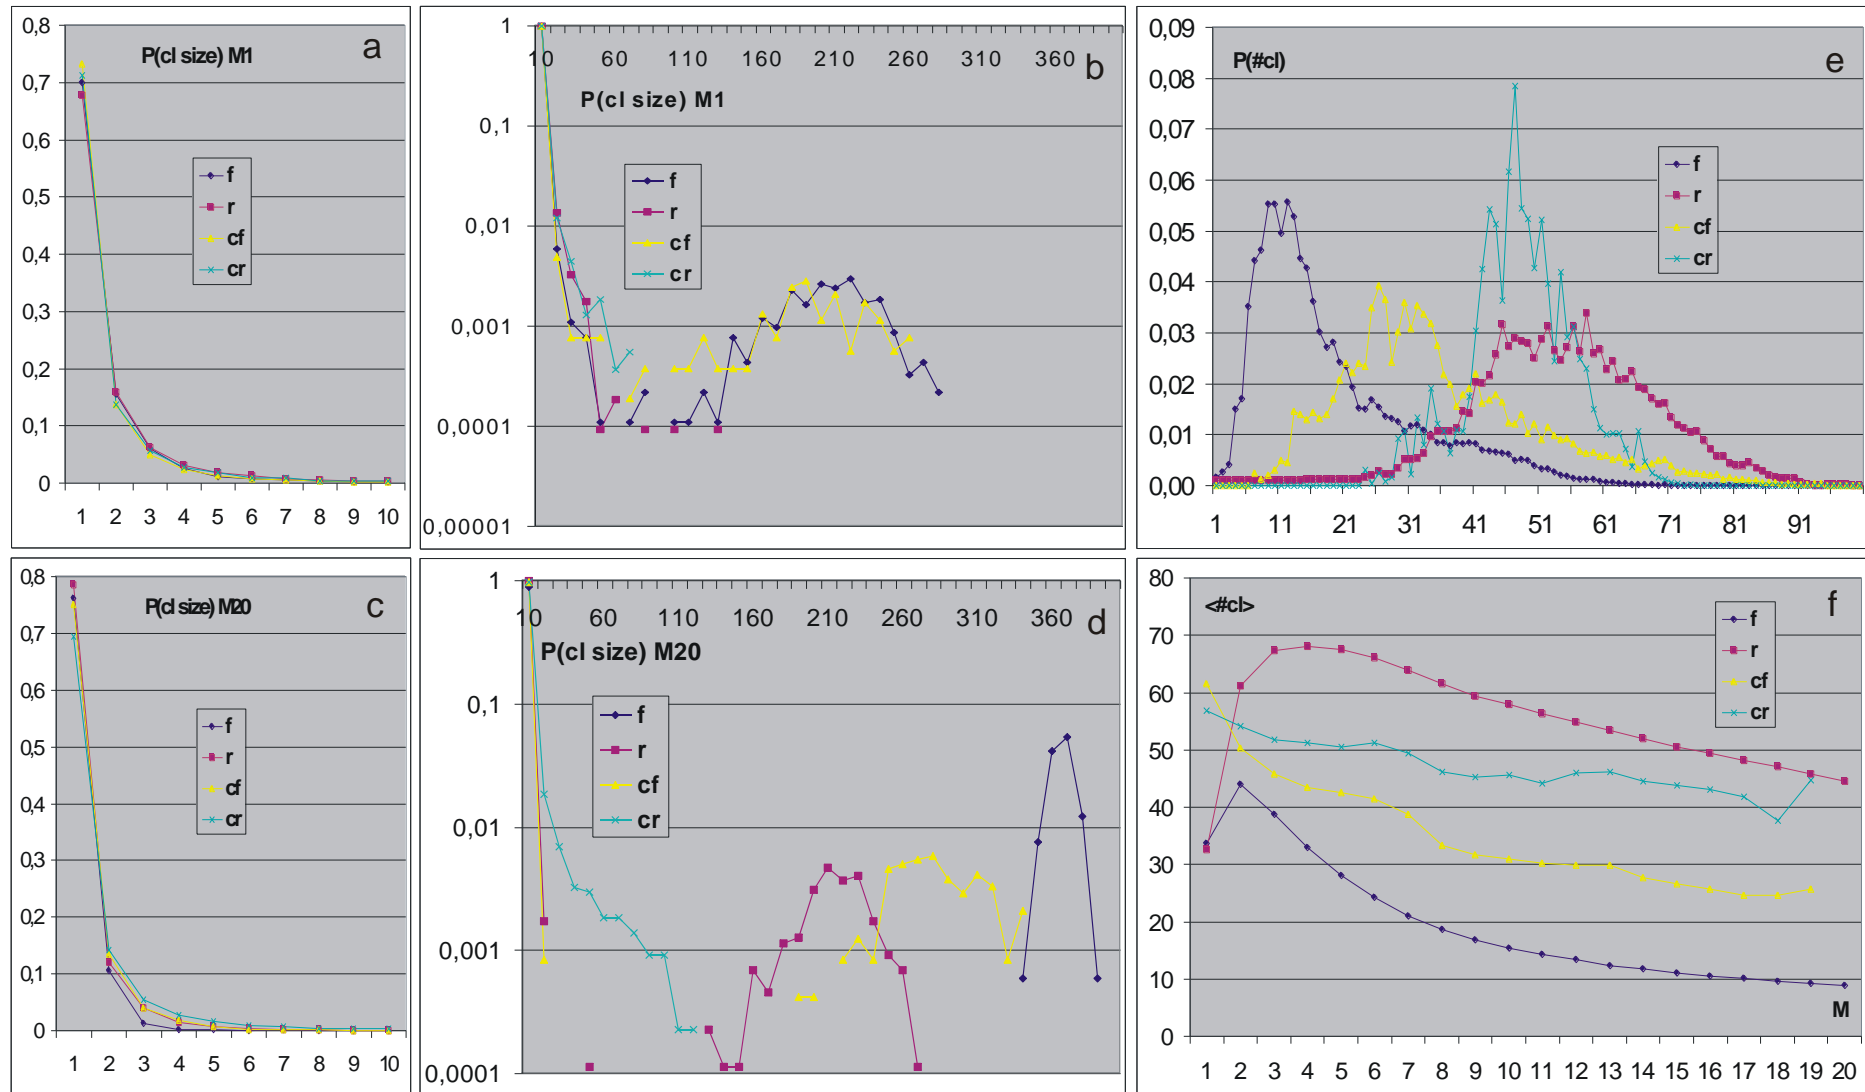 P(cl size) M1
a
0,8
0,7
0,6
0,5
0,4
0,3
0,2
0,1
0
f
r
cf
cr
1 2 3 4 5 6 7 8 9 10
1
0,1
0.01
0,001
0,0001
0,00001
10 60 110 160 210 260 310 360
b
P(cl size) M1
f
r
cf
cr
0,09
0,08
0,07
0,06
0,05
0,04
0,03
0,02
0,01
0,00
P(#cl)
e
f
r
cf
cr
1 11 21 31 41 51 61 71 81 91
0,8
0,7
0,6
0,5
0,4
0,3
0,2
0,1
0
P(cl size) M20
c
f
r
cf
cr
1 2 3 4 5 6 7 8 9 10
1
0,1
0,01
0,001
0,0001
10 60 110 160 210 260 310 360
d
P(cl size) M20
f
r
cf
cr
80
70
60
50
40
30
20
10
0
<#cl>
f
f
r
cf
cr
M
1 2 3 4 5 6 7 8 9 10 11 12 13 14 15 16 17 18 19 20